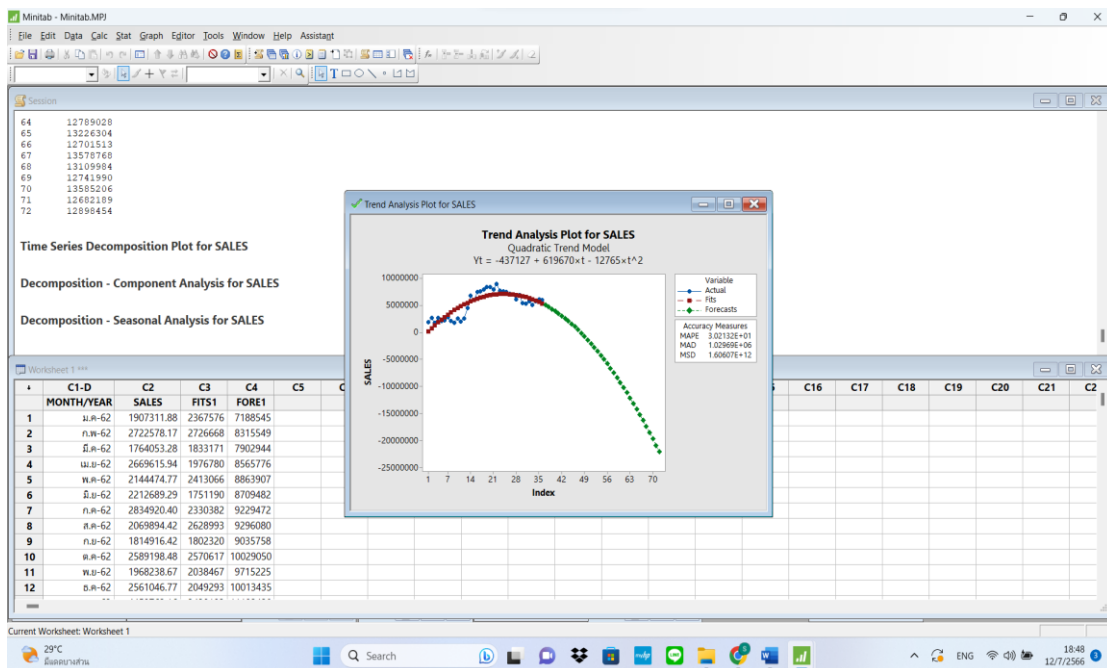 Minitab - Minitab.MPJ
File Edit Data Calc Stat Graph Editor Tools Window Help Assistant
Session
64 12789028
65 13226304
66 12701513
67 13578768
68 13109984
69 12741990
70 13585206
71 12682189
72 12898454
Time Series Decomposition Plot for SALES
Decomposition - Component Analysis for SALES
Decomposition - Seasonal Analysis for SALES
Trend Analysis Plot for SALES
Trend Analysis Plot for SALES
Quadratic Trend Model
Yt = -437127 + 619670×t - 12765×t^2
10000000
5000000
0
-5000000
-10000000
-15000000
-20000000
-25000000
SALES
1 7 14 21 28 35 42 49 56 63 70
Index
Variable
Actual
Fits
Forecasts
Accuracy Measures
MAPE 3.02132E+01
MAD 1.02969E+06
MSD 1.60607E+12
Worksheet 1 ***
C1-D C2 C3 C4 C5 C16 C17 C18 C19 C20 C21 C2
MONTH/YEAR SALES FITS1 FORE1
1 ม.ค-62 1907311.88 2367576 7188545
2 ก.พ-62 2722578.17 2726668 8315549
3 มี.ค-62 1764053.28 1833171 7902944
4 เม.ย-62 2669615.94 1976780 8565776
5 พ.ค-62 2144474.77 2413066 8863907
6 มิ.ย-62 2212689.29 1751190 8709482
7 ก.ค-62 2834920.40 2330382 9229472
8 ส.ค-62 2069894.42 2628993 9296080
9 ก.ย-62 1814916.42 1802320 9035758
10 ต.ค-62 2589198.48 2570617 10029050
11 พ.ย-62 1968238.67 2038467 9715225
12 ธ.ค-62 2561046.77 2049293 10013435
Current Worksheet: Worksheet 1
29°C
มีแดดบางส่วน
Search
ENG
18:48
12/7/2566
3